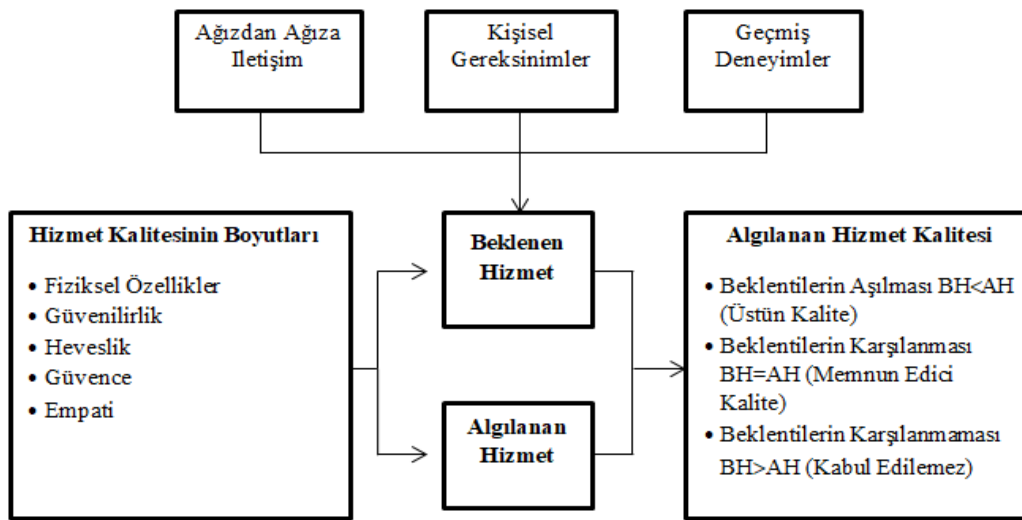 Ağızdan Ağıza
İletişim
Kişisel
Gereksinimler
Geçmiş
Deneyimler
Hizmet Kalitesinin Boyutları
• Fiziksel Özellikler
• Güvenilirlik
• Heveslik
• Güvence
• Empati
Beklenen
Hizmet
Algılanan
Hizmet
Algılanan Hizmet Kalitesi
• Beklentilerin Aşılması BH<AH
(Üstün Kalite)
• Beklentilerin Karşılanması
BH=AH (Memnun Edici
Kalite)
• Beklentilerin Karşılanmaması
BH>AH (Kabul Edilemez)